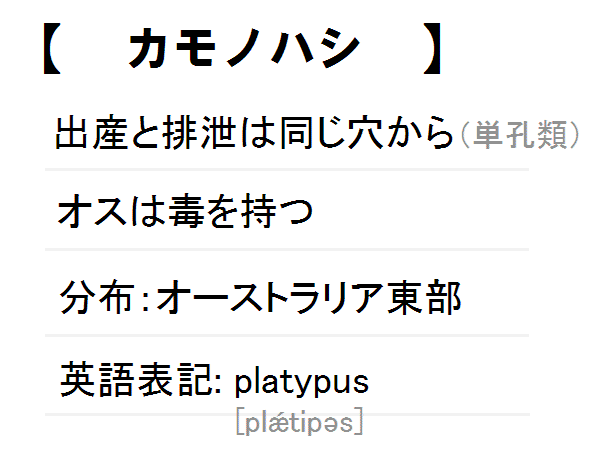 【　カモノハシ　】
出産と排泄は同じ穴から(単孔類)
オスは毒を持つ
分布：オーストラリア東部
英語表記: platypus
[plǽtipəs]